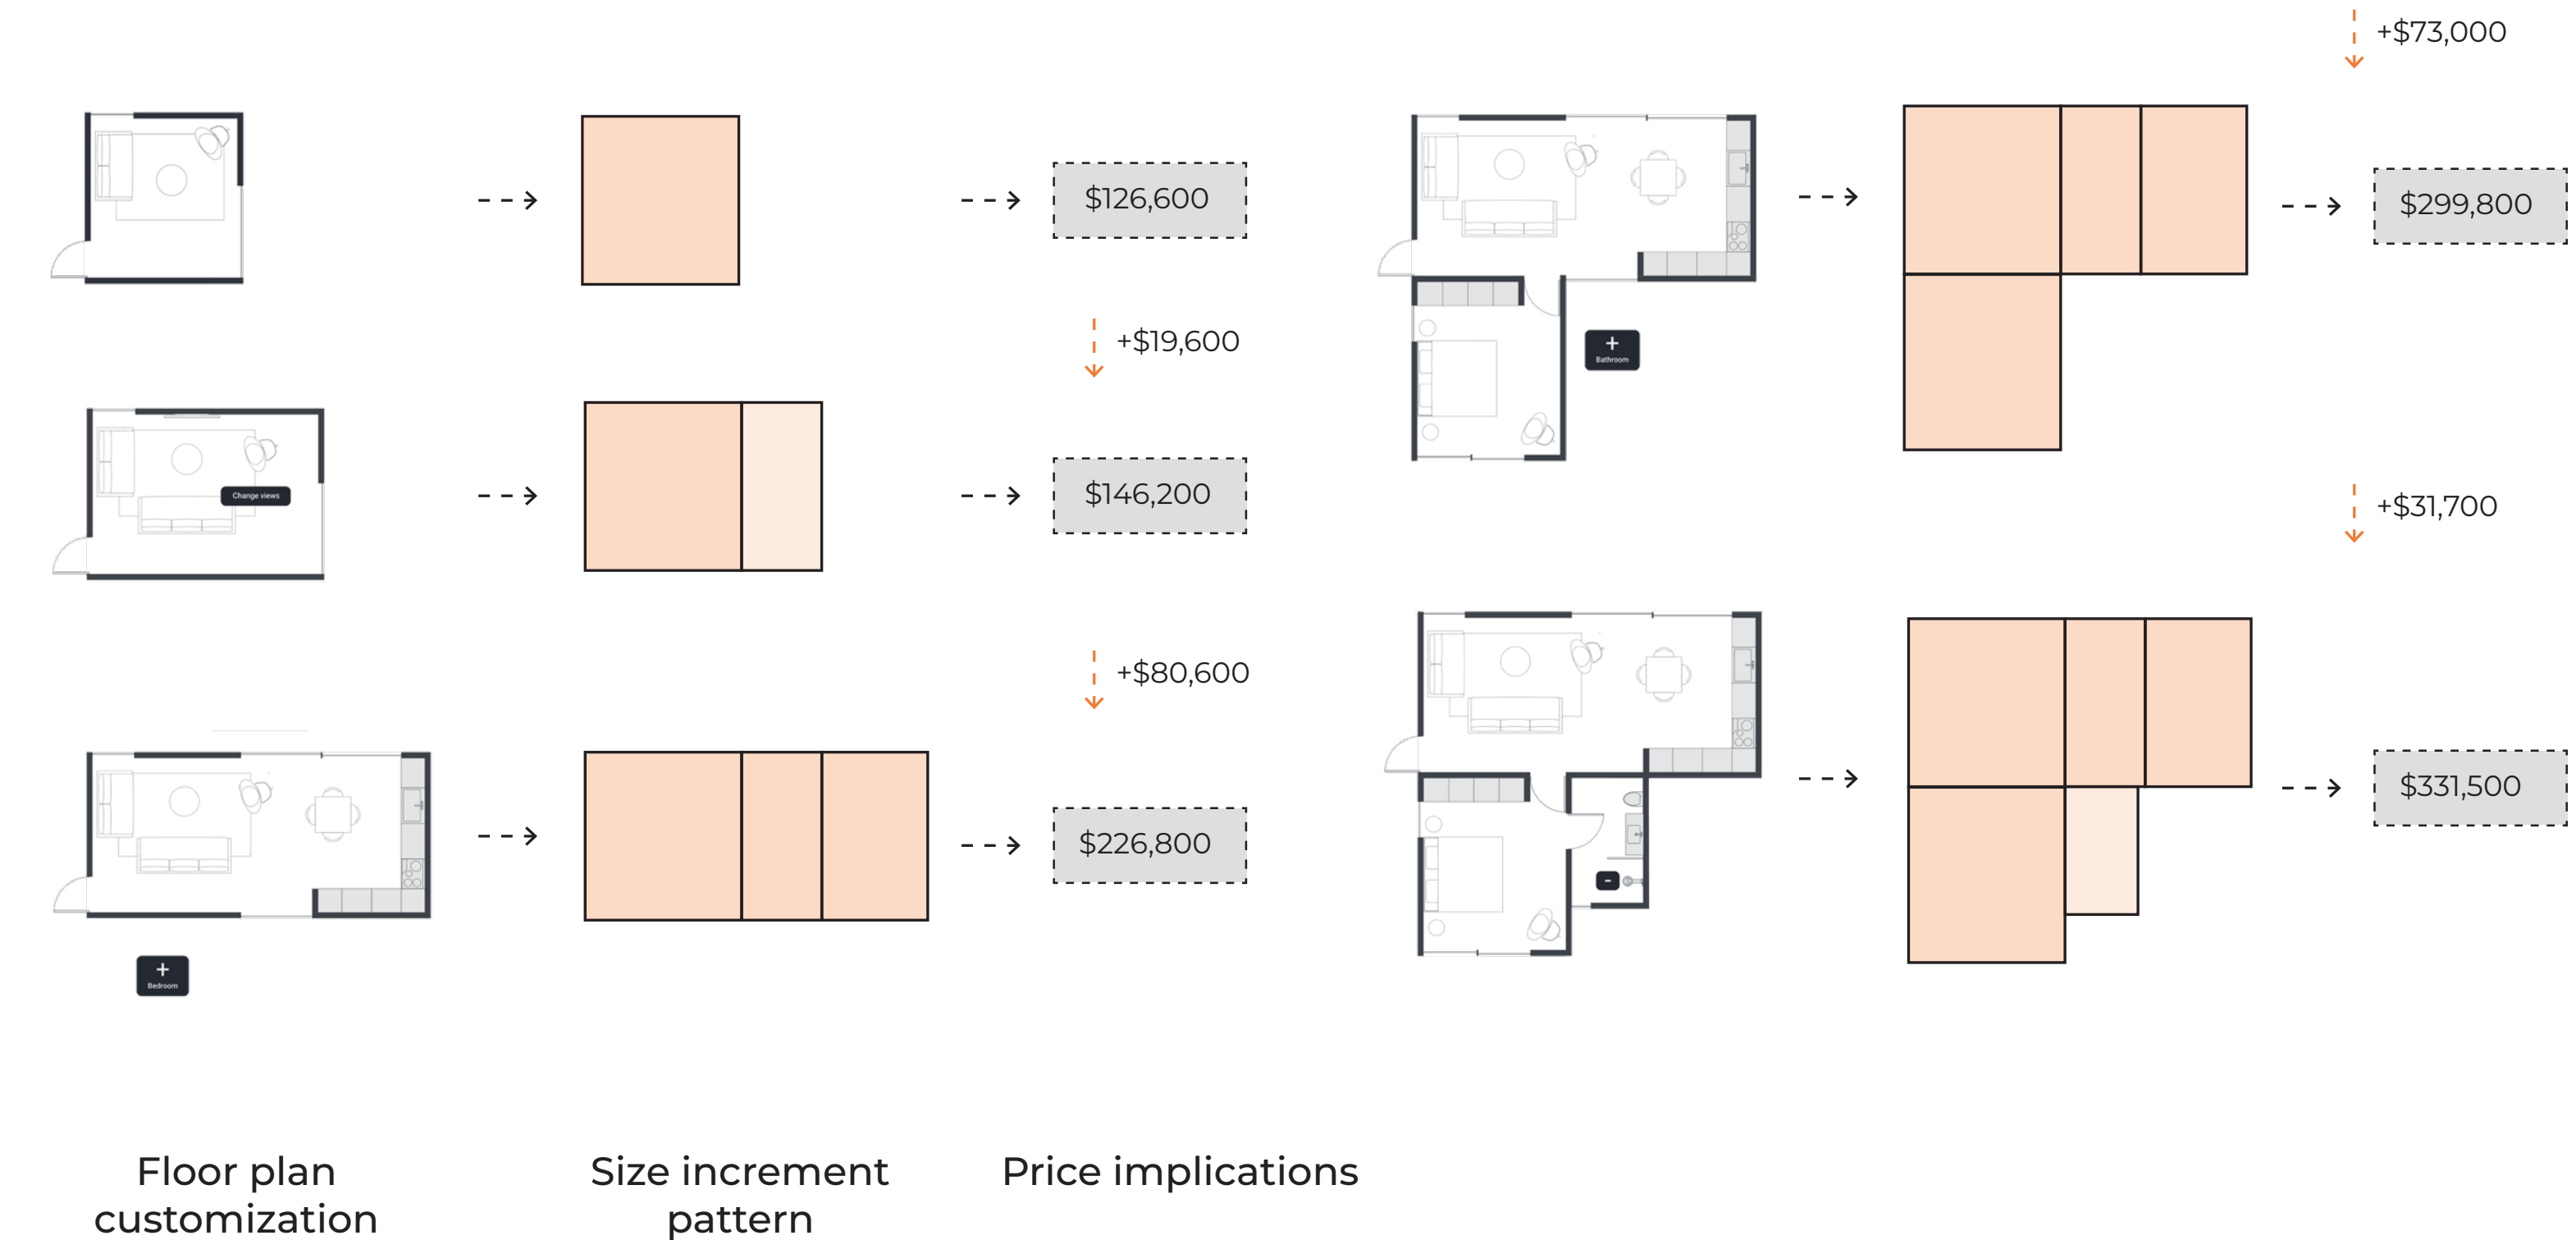 $126,600
+$19,600
Change views
$146,200
+$80,600
$226,800
+
Bedroom
+$73,000
$299,800
+
Bathroom
+$31,700
-
$331,500
Floor plan
customization
Size increment
pattern
Price implications